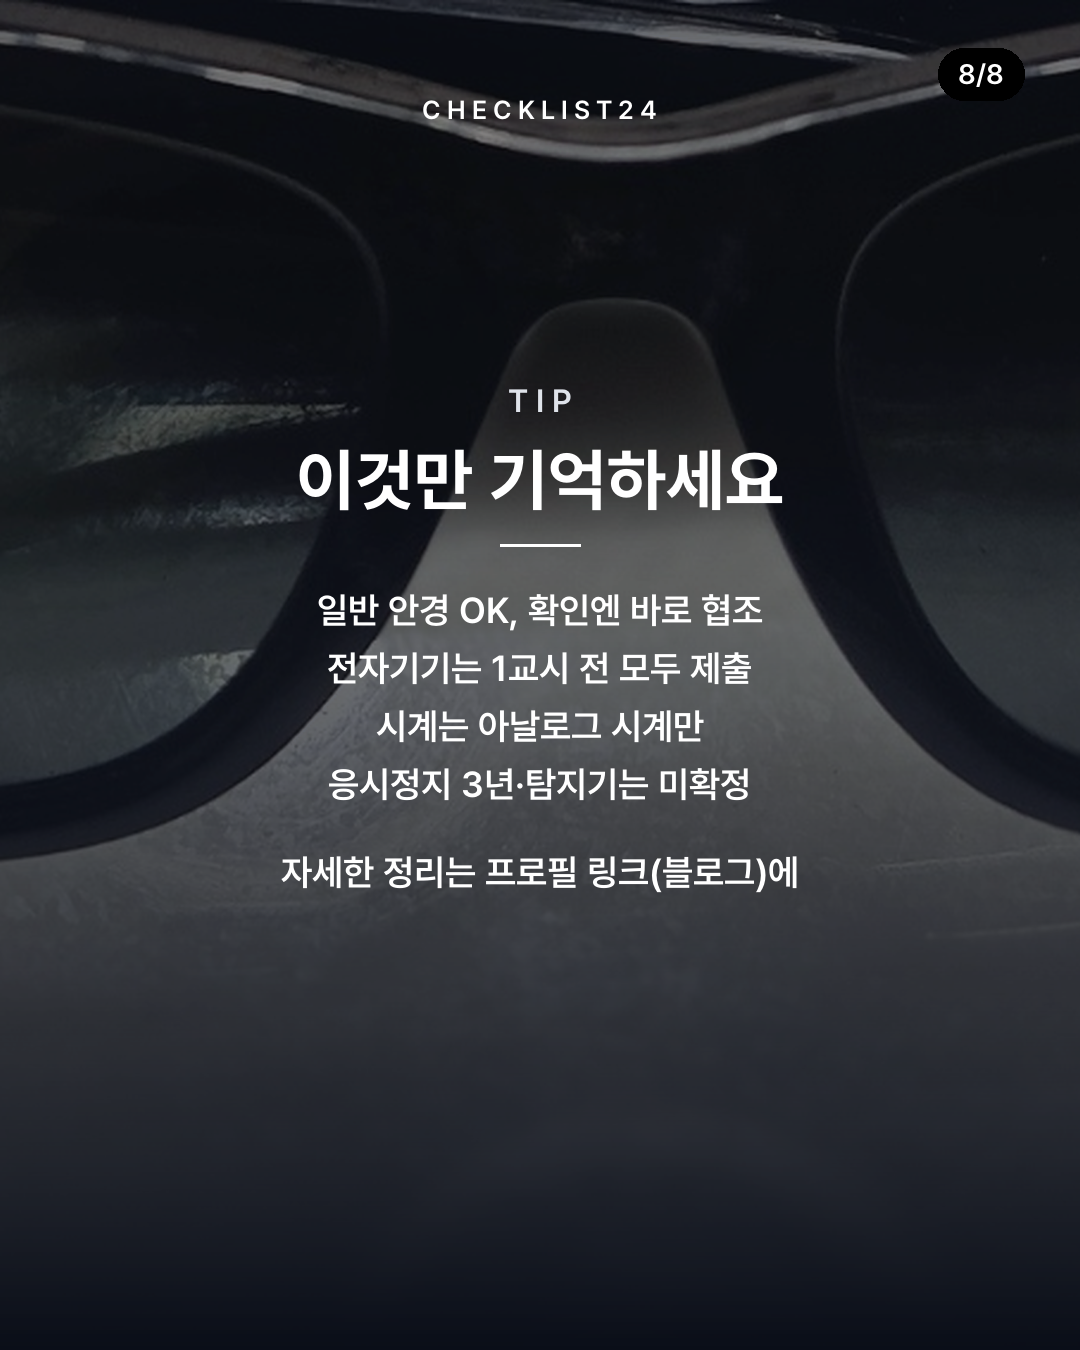 8/8
CHECKLIST24
TIP
이것만 기억하세요
일반 안경 OK, 확인엔 바로 협조
전자기기는 1교시 전 모두 제출
시계는 아날로그 시계만
응시정지 3년·탐지기는 미확정
자세한 정리는 프로필 링크(블로그)에